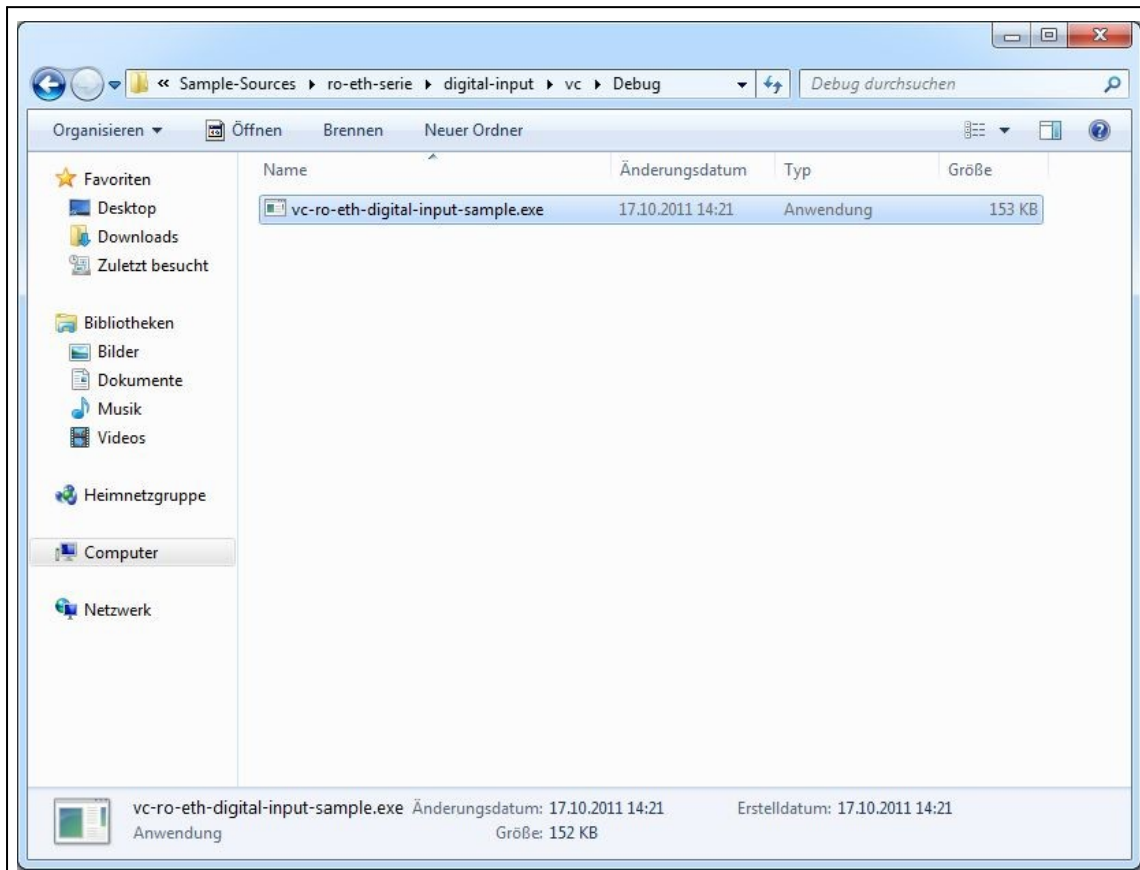 « Sample-Sources ▸ ro-eth-serie ▸ digital-input ▸ vc ▸ Debug
Debug durchsuchen
Organisieren Öffnen Brennen Neuer Ordner
Name Änderungsdatum Typ Größe
vc-ro-eth-digital-input-sample.exe 17.10.2011 14:21 Anwendung 153 KB
Favoriten
Desktop
Downloads
Zuletzt besucht
Bibliotheken
Bilder
Dokumente
Musik
Videos
Heimnetzgruppe
Computer
Netzwerk
vc-ro-eth-digital-input-sample.exe Änderungsdatum: 17.10.2011 14:21 Erstelldatum: 17.10.2011 14:21
Anwendung Größe: 152 KB